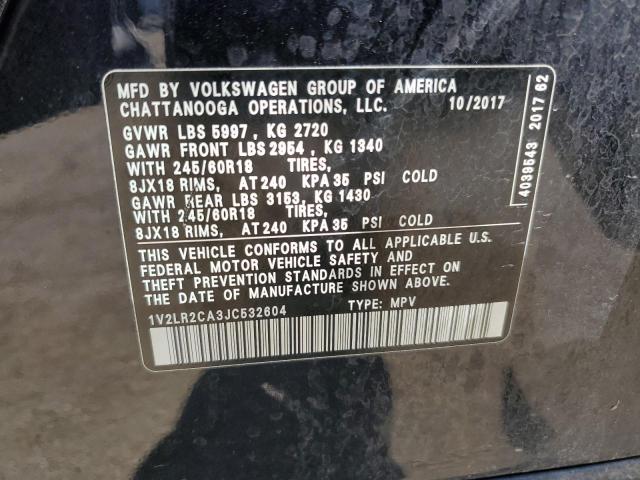 MFD BY VOLKSWAGEN GROUP OF AMERICA
CHATTANOOGA OPERATIONS, LLC. 10/2017
GVWR LBS 5997 , KG 2720
GAWR FRONT LBS 2954 , KG 1340
WITH 245/60R18 TIRES,
8JX18 RIMS, AT 240 KPA 35 PSI COLD
GAWR REAR LBS 3153, KG 1430
WITH 245/60R18 TIRES,
8JX18 RIMS, AT 240 KPA 35 PSI COLD
THIS VEHICLE CONFORMS TO ALL APPLICABLE U.S.
FEDERAL MOTOR VEHICLE SAFETY AND
THEFT PREVENTION STANDARDS IN EFFECT ON
THE DATE OF MANUFACTURE SHOWN ABOVE.
1V2LR2CA3JC532604 TYPE: MPV
4039543 2017 62